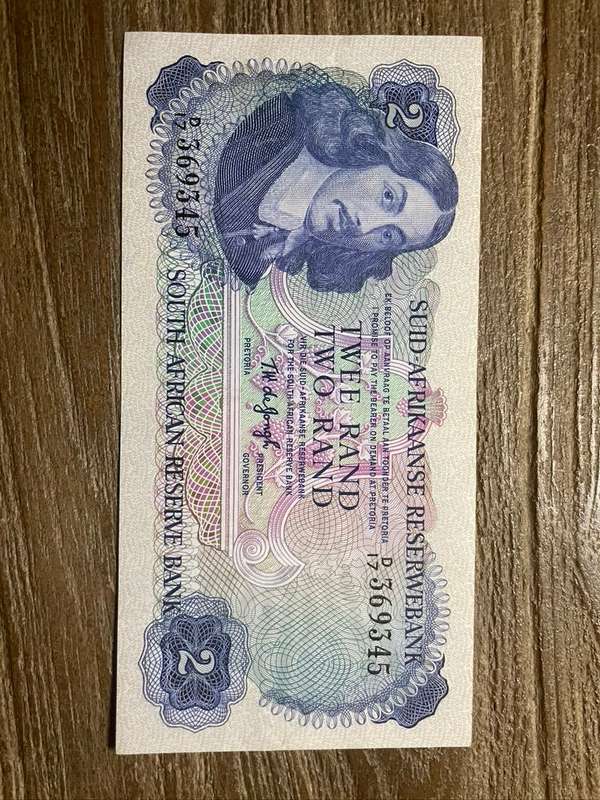 2
SUID-AFRIKAANSE RESERWEBANK
EK BELOOF OP AANVRAAG TE BETAAL AAN TOONDER TE PRETORIA
I PROMISE TO PAY THE BEARER ON DEMAND AT PRETORIA
D
17 369345
TWEE RAND
TWO RAND
VIR DIE SUID-AFRIKAANSE RESERWEBANK
FOR THE SOUTH AFRICAN RESERVE BANK
PRETORIA
T W de Jongh
PRESIDENT
GOVERNOR
D
17 369345
SOUTH AFRICAN RESERVE BANK
2